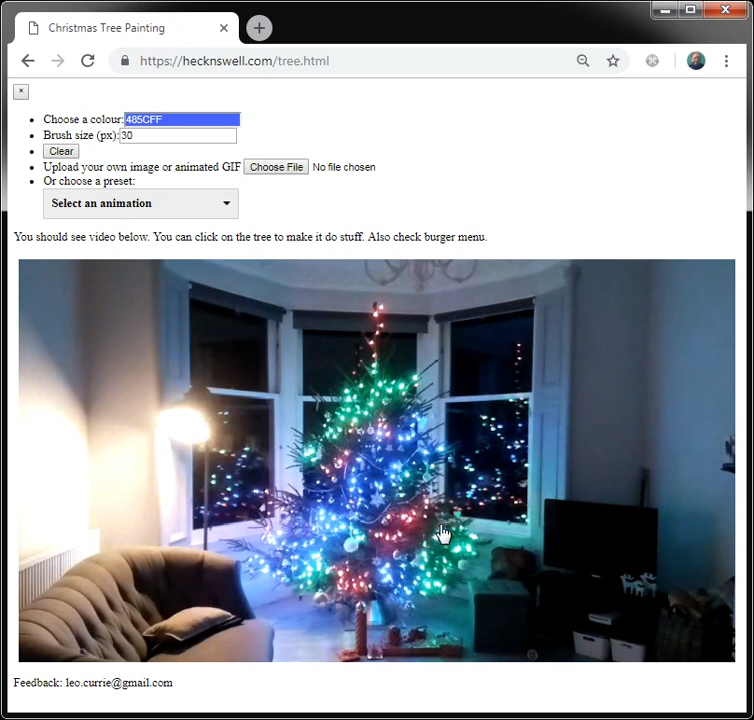 Christmas Tree Painting
https://hecknswell.com/tree.html
Choose a colour: 485CFF
Brush size (px): 30
Clear
Upload your own image or animated GIF Choose File No file chosen
Or choose a preset:
Select an animation
You should see video below. You can click on the tree to make it do stuff. Also check burger menu.
Feedback: leo.currie@gmail.com